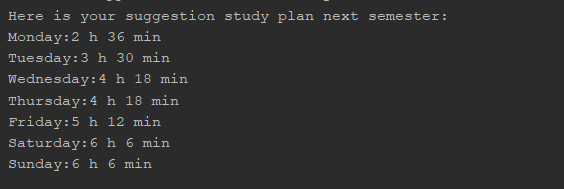 Here is your suggestion study plan next semester:
Monday:2 h 36 min
Tuesday:3 h 30 min
Wednesday:4 h 18 min
Thursday:4 h 18 min
Friday:5 h 12 min
Saturday:6 h 6 min
Sunday:6 h 6 min